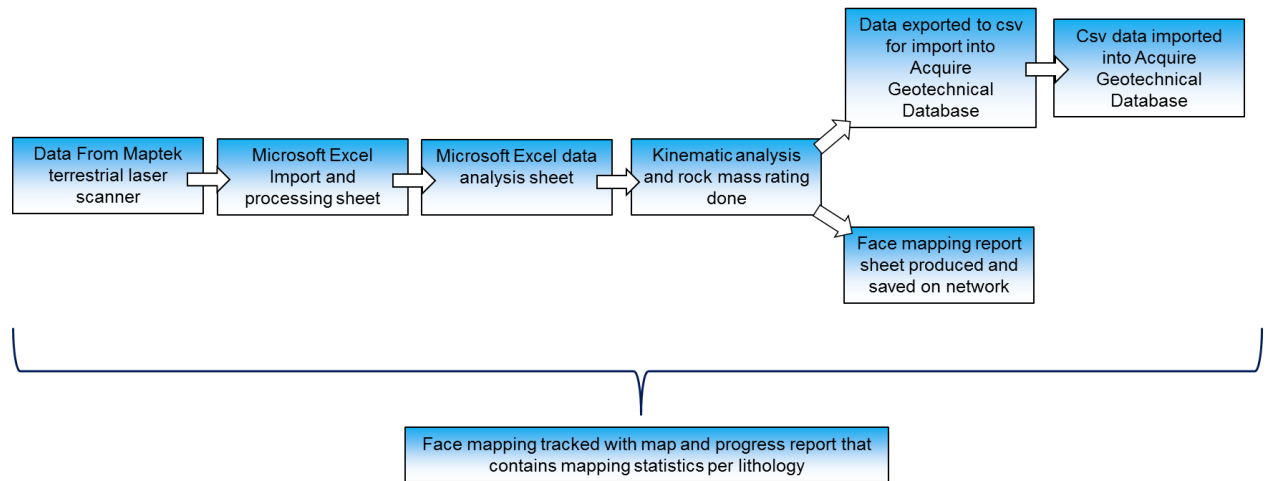 Data From Maptek
terrestrial laser
scanner
Microsoft Excel
Import and
processing sheet
Microsoft Excel data
analysis sheet
Kinematic analysis
and rock mass rating
done
Data exported to csv
for import into
Acquire
Geotechnical
Database
Csv data imported
into Acquire
Geotechnical
Database
Face mapping report
sheet produced and
saved on network
Face mapping tracked with map and progress report that
contains mapping statistics per lithology